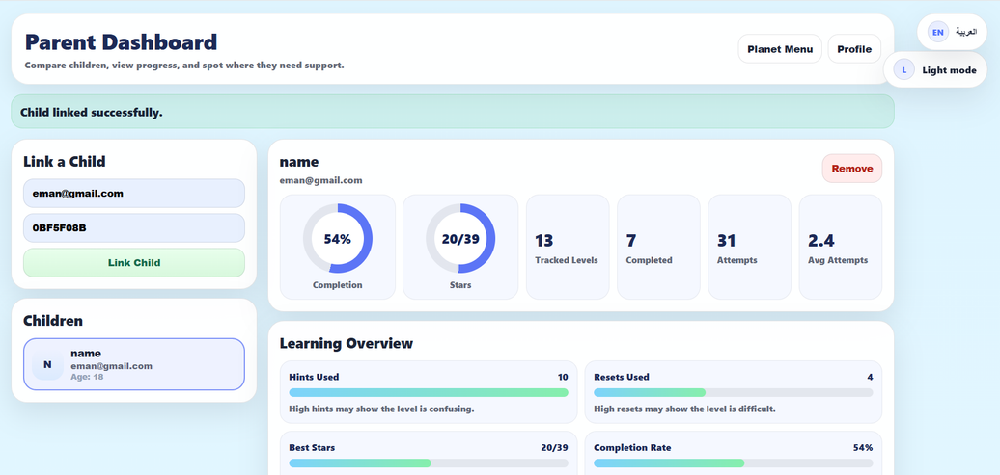 Parent Dashboard
Compare children, view progress, and spot where they need support.
Planet Menu
Profile
EN العربية
L Light mode
Child linked successfully.
Link a Child
eman@gmail.com
0BF5F08B
Link Child
Children
N
name
eman@gmail.com
Age: 18
name
eman@gmail.com
Remove
54%
Completion
20/39
Stars
13
Tracked Levels
7
Completed
31
Attempts
2.4
Avg Attempts
Learning Overview
Hints Used 10
High hints may show the level is confusing.
Resets Used 4
High resets may show the level is difficult.
Best Stars 20/39
Completion Rate 54%